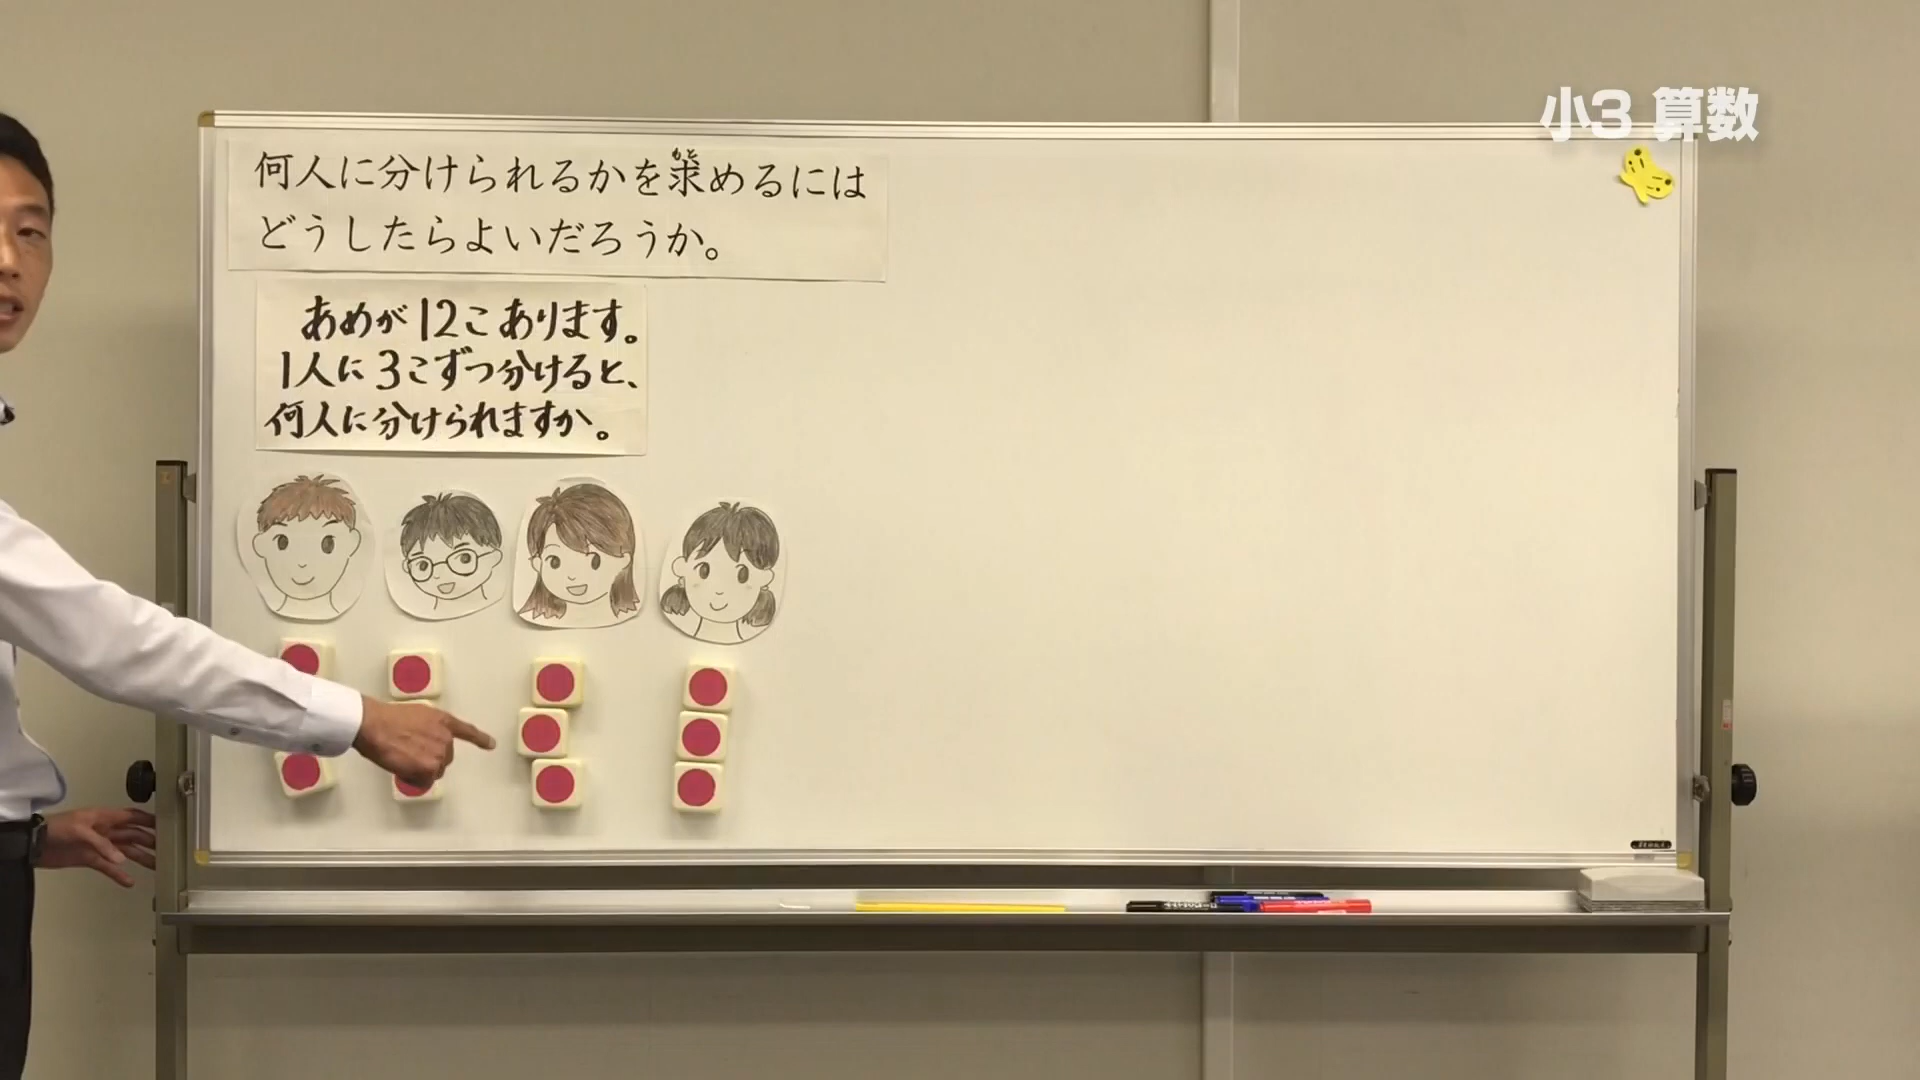 小3 算数
何人に分けられるかを求めるには
もと
どうしたらよいだろうか。
あめが12こあります。
1人に3こずつ分けると、
何人に分けられますか。